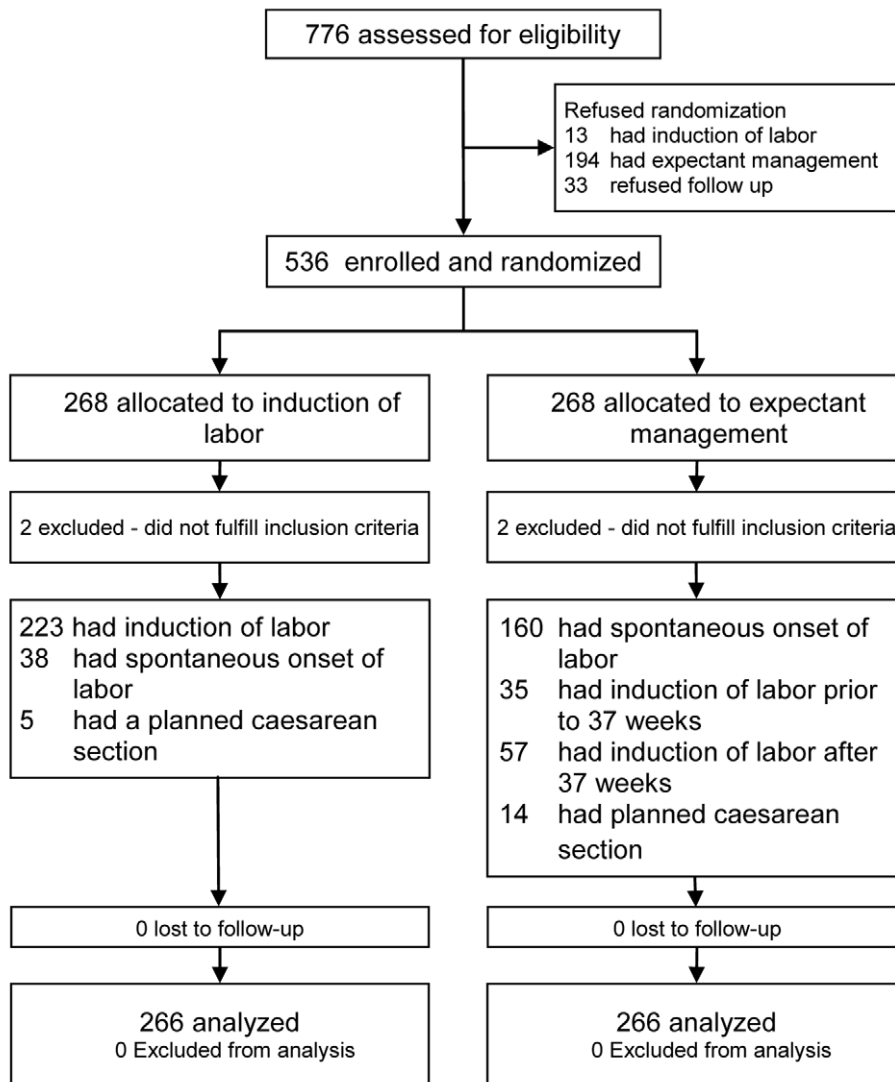 776 assessed for eligibility
Refused randomization
13 had induction of labor
194 had expectant management
33 refused follow up
536 enrolled and randomized
268 allocated to induction of
labor
268 allocated to expectant
management
2 excluded - did not fulfill inclusion criteria
2 excluded - did not fulfill inclusion criteria
223 had induction of labor
38 had spontaneous onset of
labor
5 had a planned caesarean
section
160 had spontaneous onset of
labor
35 had induction of labor prior
to 37 weeks
57 had induction of labor after
37 weeks
14 had planned caesarean
section
0 lost to follow-up
0 lost to follow-up
266 analyzed
0 Excluded from analysis
266 analyzed
0 Excluded from analysis